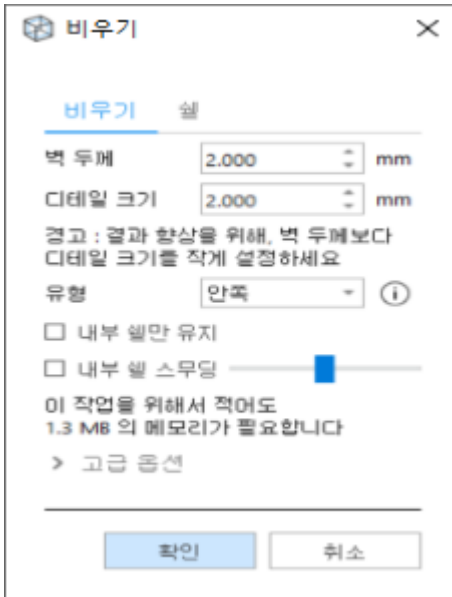 비우기
비우기 쉘
벽 두께 2.000 mm
디테일 크기 2.000 mm
경고 : 결과 향상을 위해, 벽 두께보다
디테일 크기를 작게 설정하세요
유형 안쪽
내부 쉘만 유지
내부 쉘 스무딩
이 작업을 위해서 적어도
1.3 MB 의 메모리가 필요합니다
> 고급 옵션
확인 취소